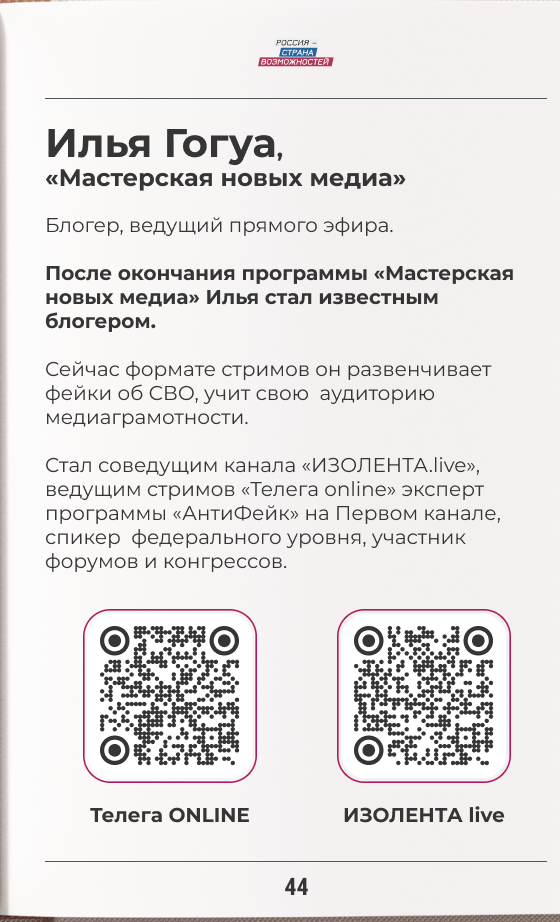 РОССИЯ –
СТРАНА
ВОЗМОЖНОСТЕЙ
Илья Гогуа,
«Мастерская новых медиа»
Блогер, ведущий прямого эфира.
После окончания программы «Мастерская
новых медиа» Илья стал известным
блогером.
Сейчас формате стримов он развенчивает
фейки об СВО, учит свою  аудиторию
медиаграмотности.
Стал соведущим канала «ИЗОЛЕНТА.live»,
ведущим стримов «Телега online» эксперт
программы «АнтиФейк» на Первом канале,
спикер  федерального уровня, участник
форумов и конгрессов.
Телега ONLINE
ИЗОЛЕНТА live
44